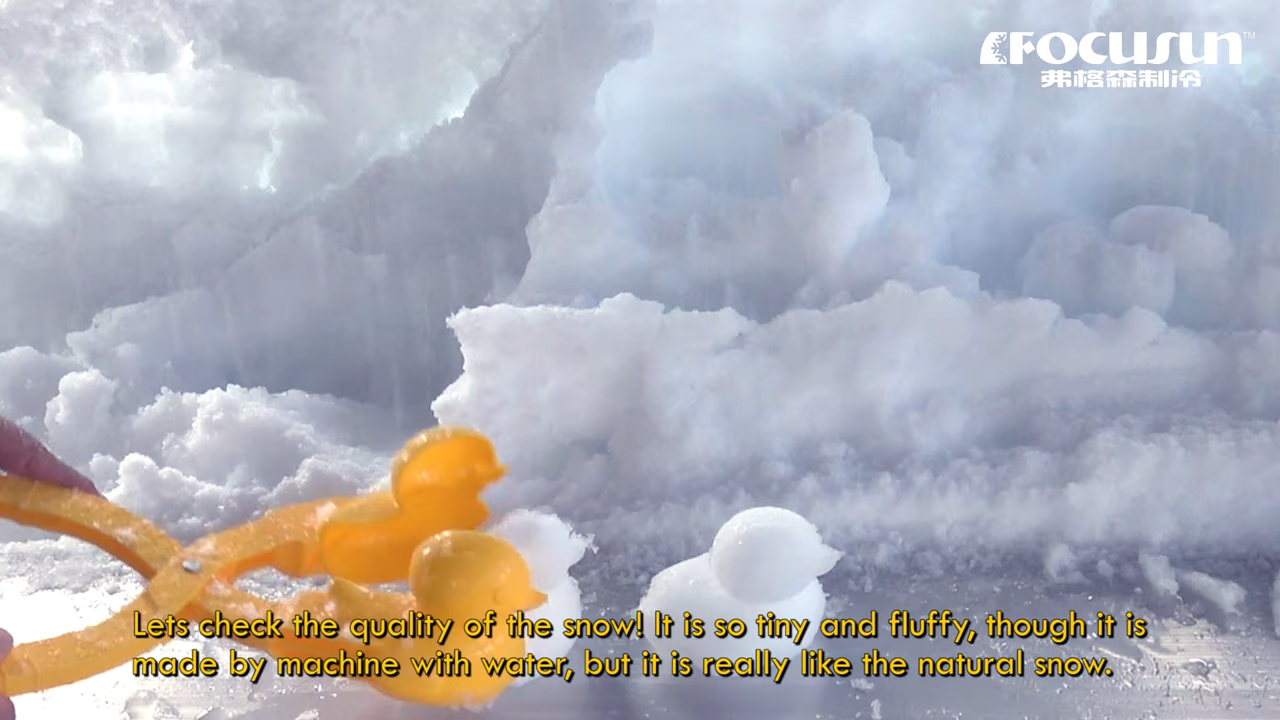 FOCUSUN™
弗格森制冷
Lets check the quality of the snow! It is so tiny and fluffy, though it is
made by machine with water, but it is really like the natural snow.